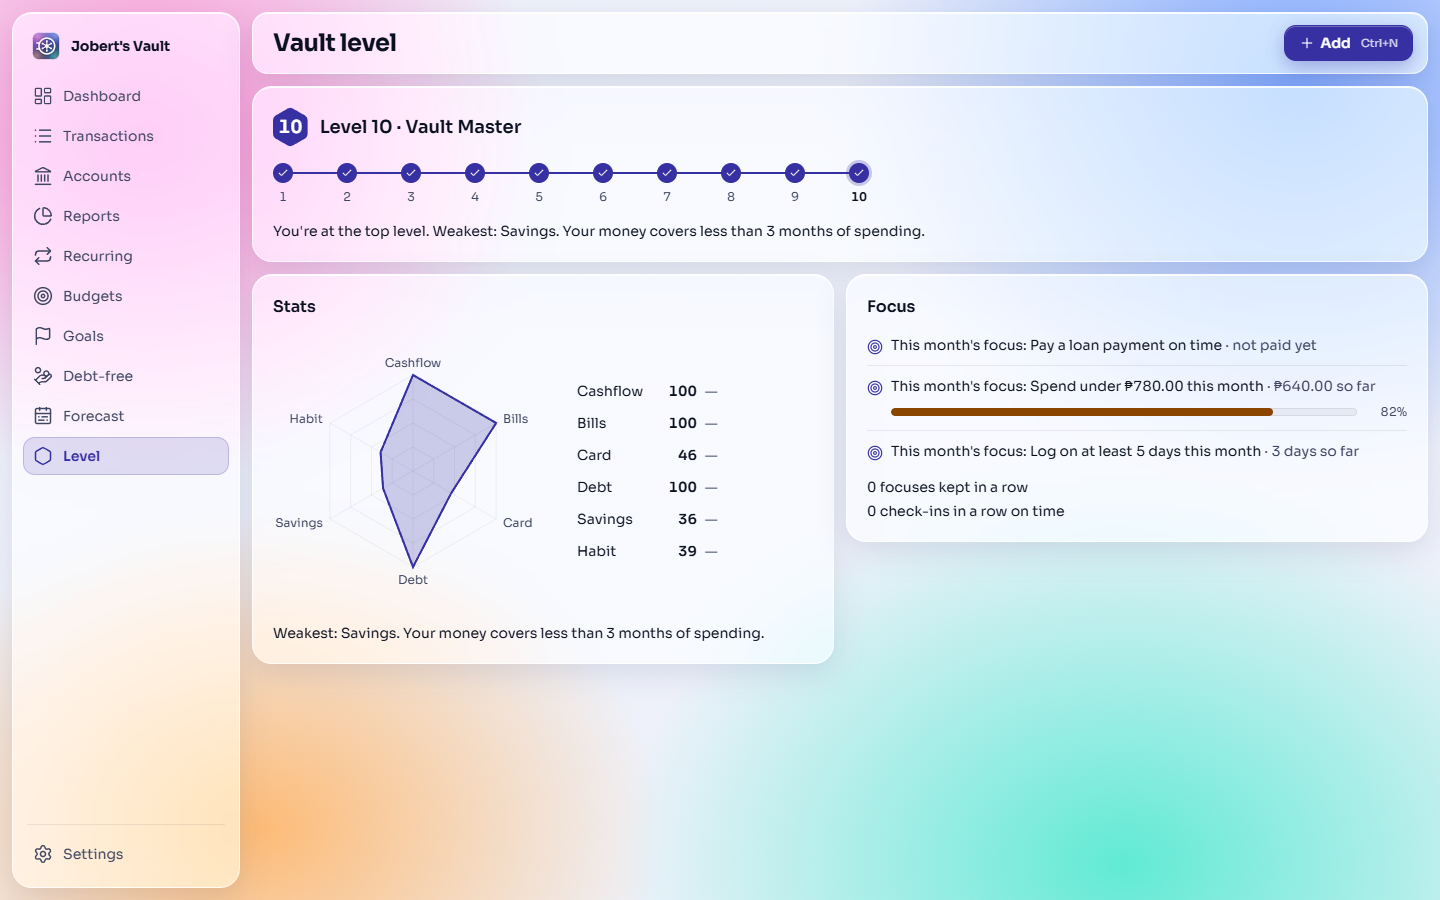 Jobert's Vault
Dashboard
Transactions
Accounts
Reports
Recurring
Budgets
Goals
Debt-free
Forecast
Level
Settings
Vault level
Add Ctrl+N
10 Level 10 · Vault Master
1 2 3 4 5 6 7 8 9 10
You're at the top level. Weakest: Savings. Your money covers less than 3 months of spending.
Stats
Cashflow
Habit
Bills
Savings
Card
Debt
Cashflow 100 —
Bills 100 —
Card 46 —
Debt 100 —
Savings 36 —
Habit 39 —
Weakest: Savings. Your money covers less than 3 months of spending.
Focus
This month's focus: Pay a loan payment on time · not paid yet
This month's focus: Spend under ₱780.00 this month · ₱640.00 so far
82%
This month's focus: Log on at least 5 days this month · 3 days so far
0 focuses kept in a row
0 check-ins in a row on time